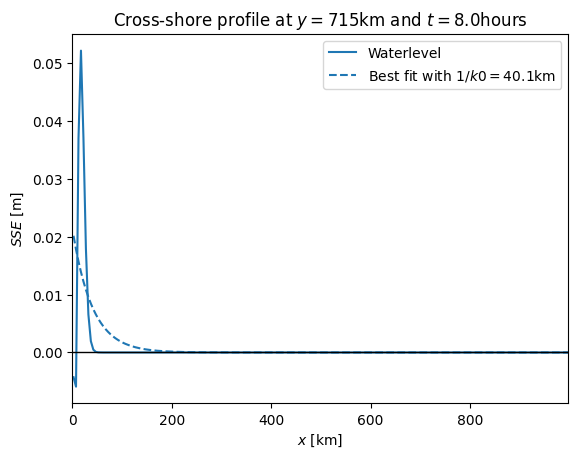 Cross-shore profile at y = 715km and t = 8.0hours
Waterlevel
Best fit with 1/k0 = 40.1km
SSE [m]
0.05
0.04
0.03
0.02
0.01
0.00
0
200
400
600
800
x [km]